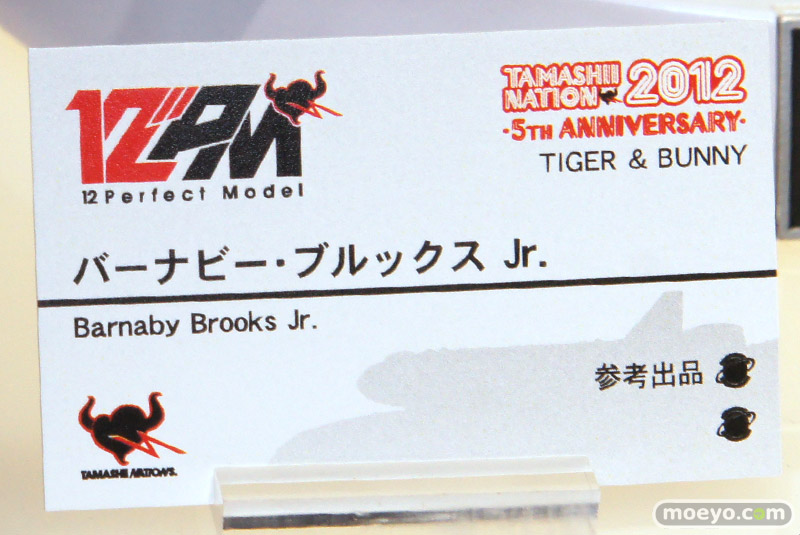 12"PM
12 Perfect Model
TAMASHII
NATION 2012
・5TH ANNIVERSARY・
TIGER & BUNNY
バーナビー・ブルックス Jr.
Barnaby Brooks Jr.
参考出品
TAMASHII NATIONS.
moeyo.com